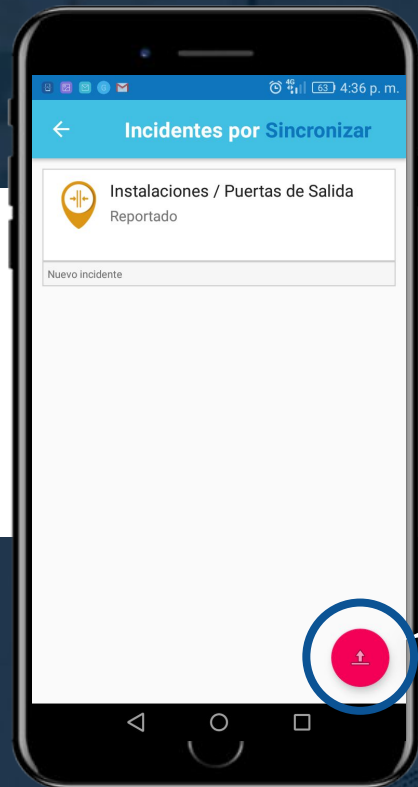 4G 63 4:36 p. m.
Incidentes por Sincronizar
Instalaciones / Puertas de Salida
Reportado
Nuevo incidente